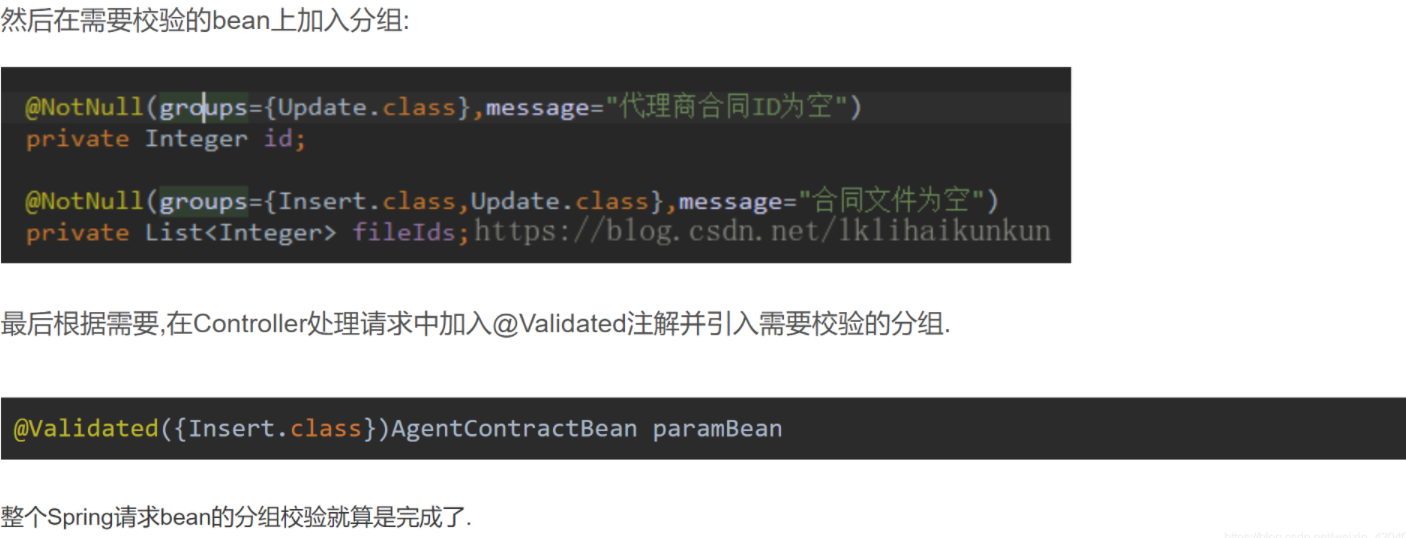 然后在需要校验的bean上加入分组:
@NotNull(groups={Update.class},message="代理商合同ID为空")
private Integer id;
@NotNull(groups={Insert.class,Update.class},message="合同文件为空")
private List<Integer> fileIds;https://blog.csdn.net/lklihaikunkun
最后根据需要,在Controller处理请求中加入@Validated注解并引入需要校验的分组.
@Validated({Insert.class})AgentContractBean paramBean
整个Spring请求bean的分组校验就算是完成了.